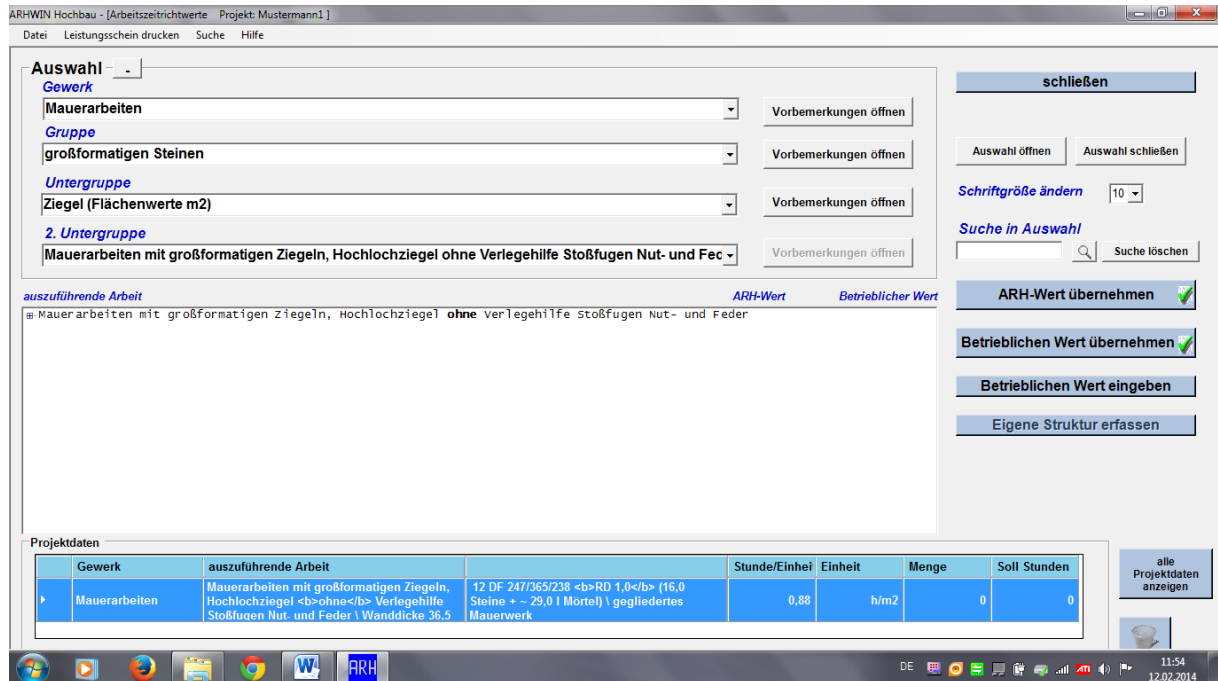 ARHWIN Hochbau - [Arbeitszeitrichtwerte Projekt: Mustermann1 ]
Datei Leistungsschein drucken Suche Hilfe
Auswahl -
Gewerk
Mauerarbeiten
Vorbemerkungen öffnen
Gruppe
großformatigen Steinen
Vorbemerkungen öffnen
Untergruppe
Ziegel (Flächenwerte m2)
Vorbemerkungen öffnen
2. Untergruppe
Mauerarbeiten mit großformatigen Ziegeln, Hochlochziegel ohne Verlegehilfe Stoßfugen Nut- und Fec
Vorbemerkungen öffnen
schließen
Auswahl öffnen Auswahl schließen
Schriftgröße ändern 10
Suche in Auswahl
Suche löschen
ARH-Wert übernehmen
Betrieblichen Wert übernehmen
Betrieblichen Wert eingeben
Eigene Struktur erfassen
auszuführende Arbeit ARH-Wert Betrieblicher Wert
Mauerarbeiten mit großformatigen Ziegeln, Hochlochziegel ohne Verlegehilfe Stoßfugen Nut- und Feder
Projektdaten
Gewerk auszuführende Arbeit Stunde/Einhei Einheit Menge Soll Stunden
Mauerarbeiten
Mauerarbeiten mit großformatigen Ziegeln,
Hochlochziegel <b>ohne</b> Verlegehilfe
Stoßfugen Nut- und Feder \ Wanddicke 36,5
12 DF 247/365/238 <b>RD 1,0</b> (16,0
Steine + ~ 29,0 l Mörtel) \ gegliedertes
Mauerwerk
0,88 h/m2 0 0
alle
Projektdaten
anzeigen
W ARH
DE
ATI
11:54
12.02.2014